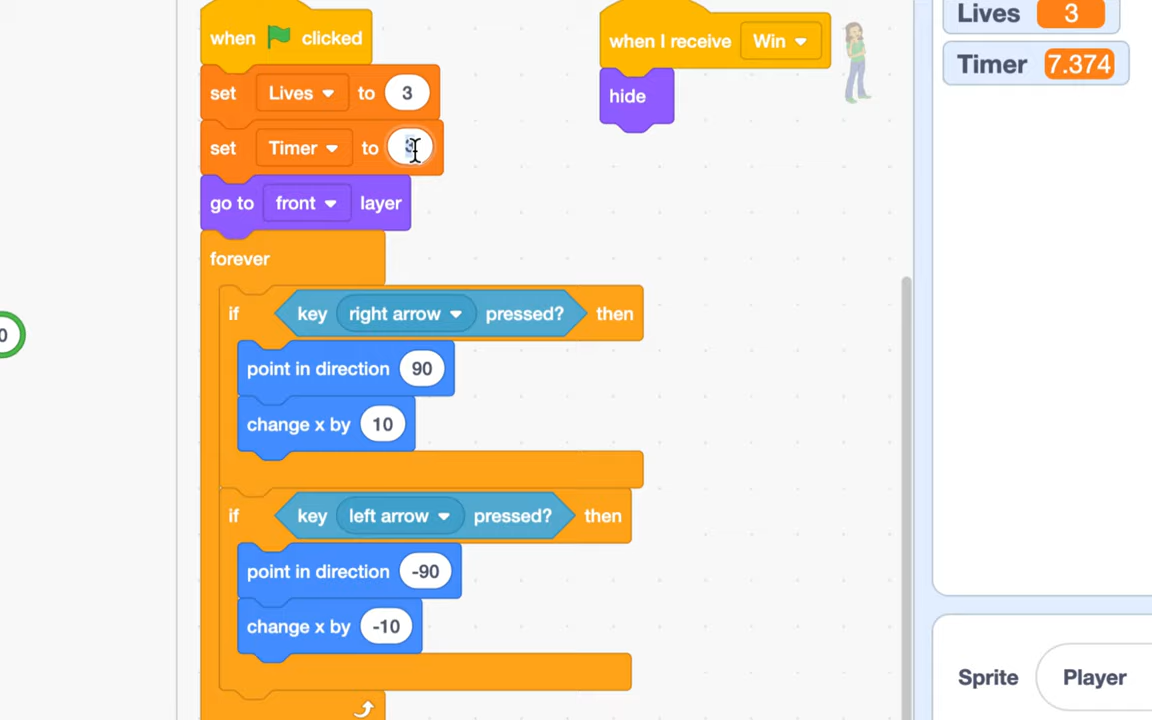 when clicked
set Lives to 3
set Timer to
go to front layer
forever
if key right arrow pressed? then
point in direction 90
change x by 10
if key left arrow pressed? then
point in direction -90
change x by -10
when I receive Win
hide
Lives 3
Timer 7.374
Sprite Player
0